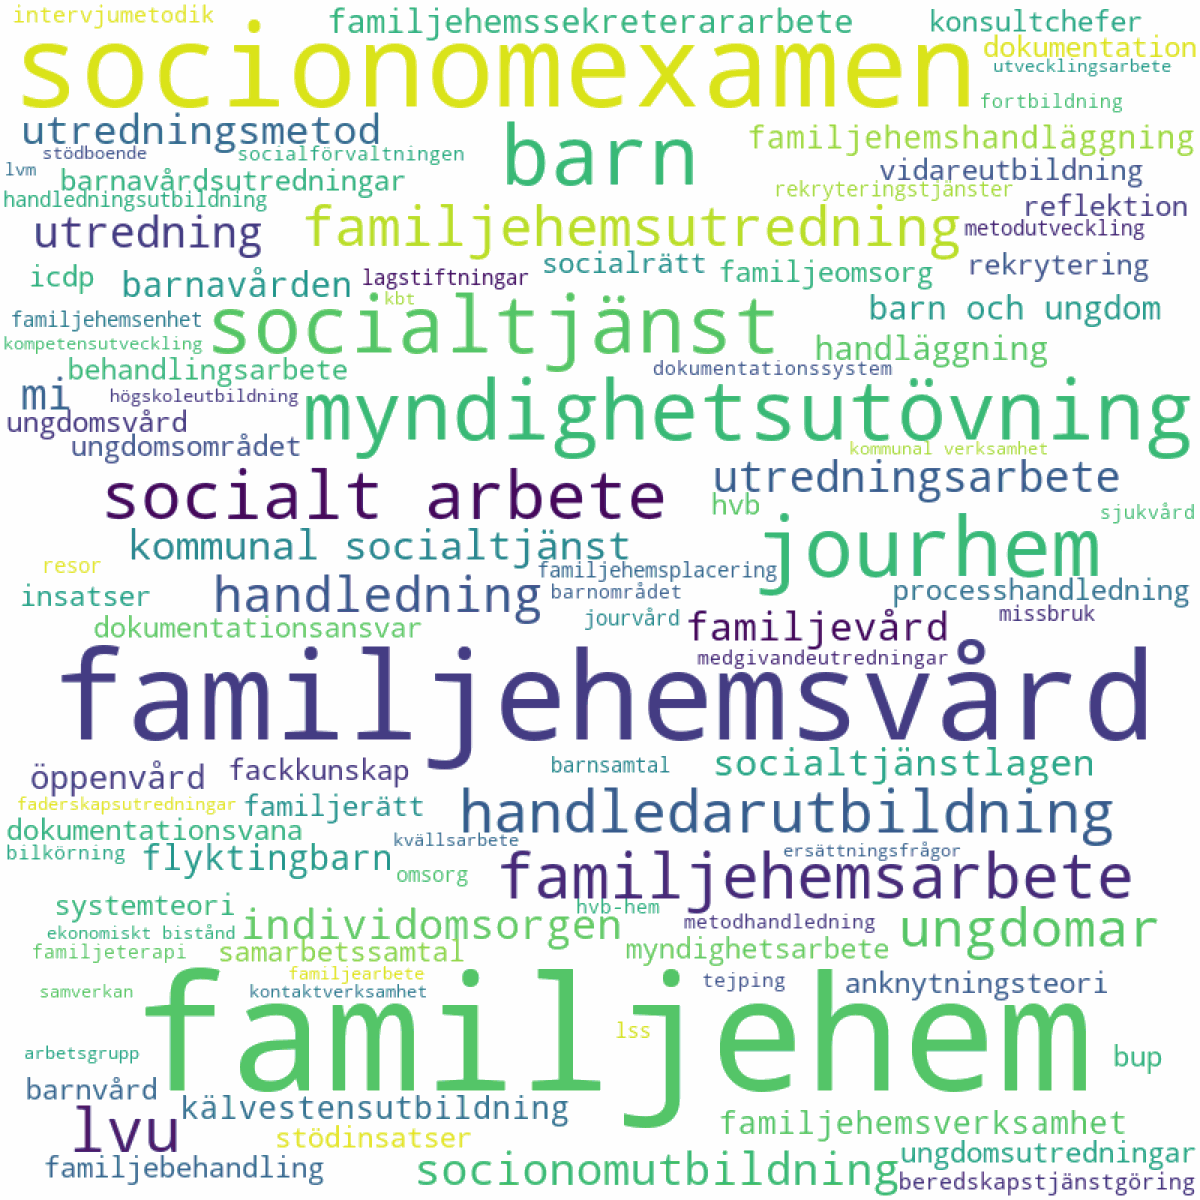 intervjumetodik
familjehemssekreterararbete
konsultchefer
socionomexamen
dokumentation
utvecklingsarbete
fortbildning
utredningsmetod
barn
familjehemshandläggning
stödboende
socialförvaltningen
lvm
barnavårdsutredningar
vidareutbildning
handledningsutbildning
rekryteringstjänster
reflektion
utredning
familjehemsutredning
metodutveckling
icdp
barnavården
lagstiftningar
socialrätt
familjeomsorg
rekrytering
kbt
familjehemsenhet
socialtjänst
barn och ungdom
kompetensutveckling
handläggning
behandlingsarbete
dokumentationssystem
mi
högskoleutbildning
myndighetsutövning
ungdomsvård
ungdomsområdet
kommunal verksamhet
socialt arbete
utredningsarbete
hvb
sjukvård
kommunal socialtjänst
jourhem
resor
familjehemsplacering
insatser
handledning
barnområdet
processhandledning
jourvård
missbruk
dokumentationsansvar
familjevård
medgivandeutredningar
familjehemsvård
öppenvård
fackkunskap
barnsamtal
socialtjänstlagen
faderskapsutredningar
familjerätt
handledarutbildning
dokumentationsvana
kvällsarbete
bilkörning
flyktingbarn
ersättningsfrågor
omsorg
familjehemsarbete
systemteori
hvb-hem
ekonomiskt bistånd
individomsorgen
metodhandledning
ungdomar
familjeterapi
samarbetssamtal
myndighetsarbete
familjearbete
tejping
anknytningsteori
samverkan
kontaktverksamhet
familjehem
lss
arbetsgrupp
bup
barnvård
lvu
kälvestensutbildning
familjehemsverksamhet
stödinsatser
familjebehandling
socionomutbildning
ungdomsutredningar
beredskapstjänstgöring